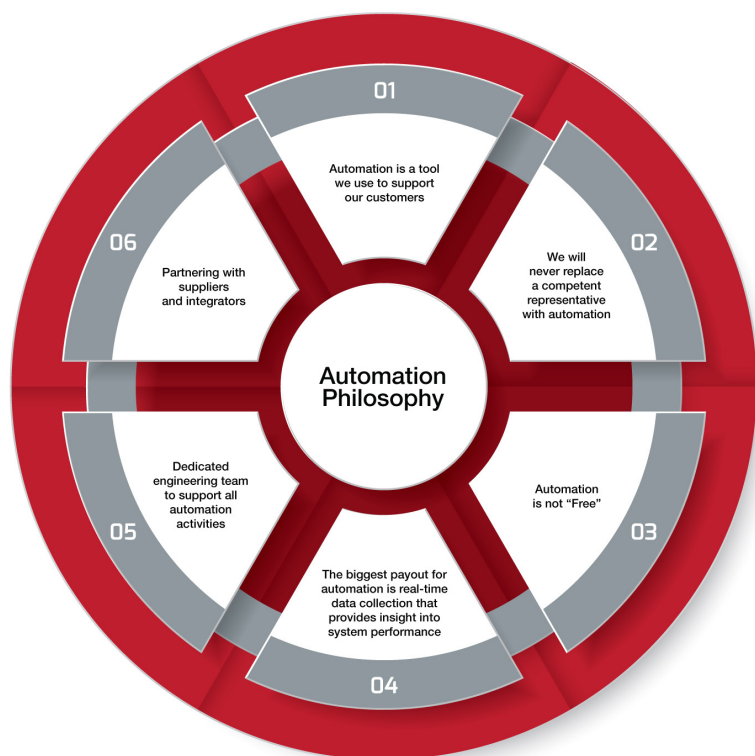 Automation
Philosophy
01
Automation is a tool
we use to support
our customers
02
We will
never replace
a competent
representative
with automation
03
Automation
is not “Free”
04
The biggest payout for
automation is real-time
data collection that
provides insight into
system performance
05
Dedicated
engineering team
to support all
automation
activities
06
Partnering with
suppliers
and integrators